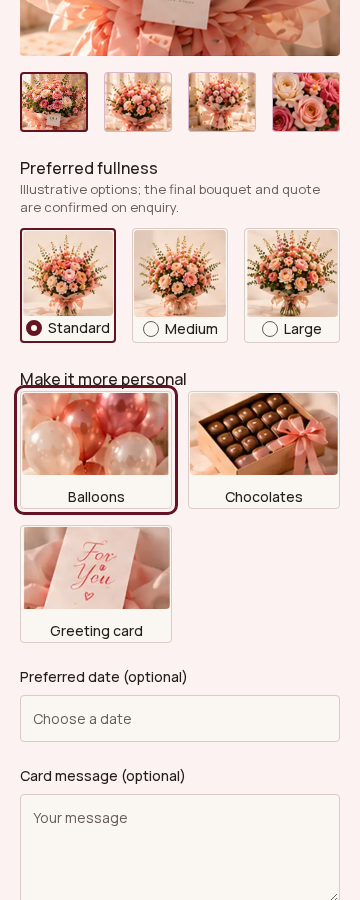 Preferred fullness
Illustrative options; the final bouquet and quote
are confirmed on enquiry.
Standard
Medium
Large
Make it more personal
Balloons
Chocolates
For
You
Greeting card
Preferred date (optional)
Choose a date
Card message (optional)
Your message